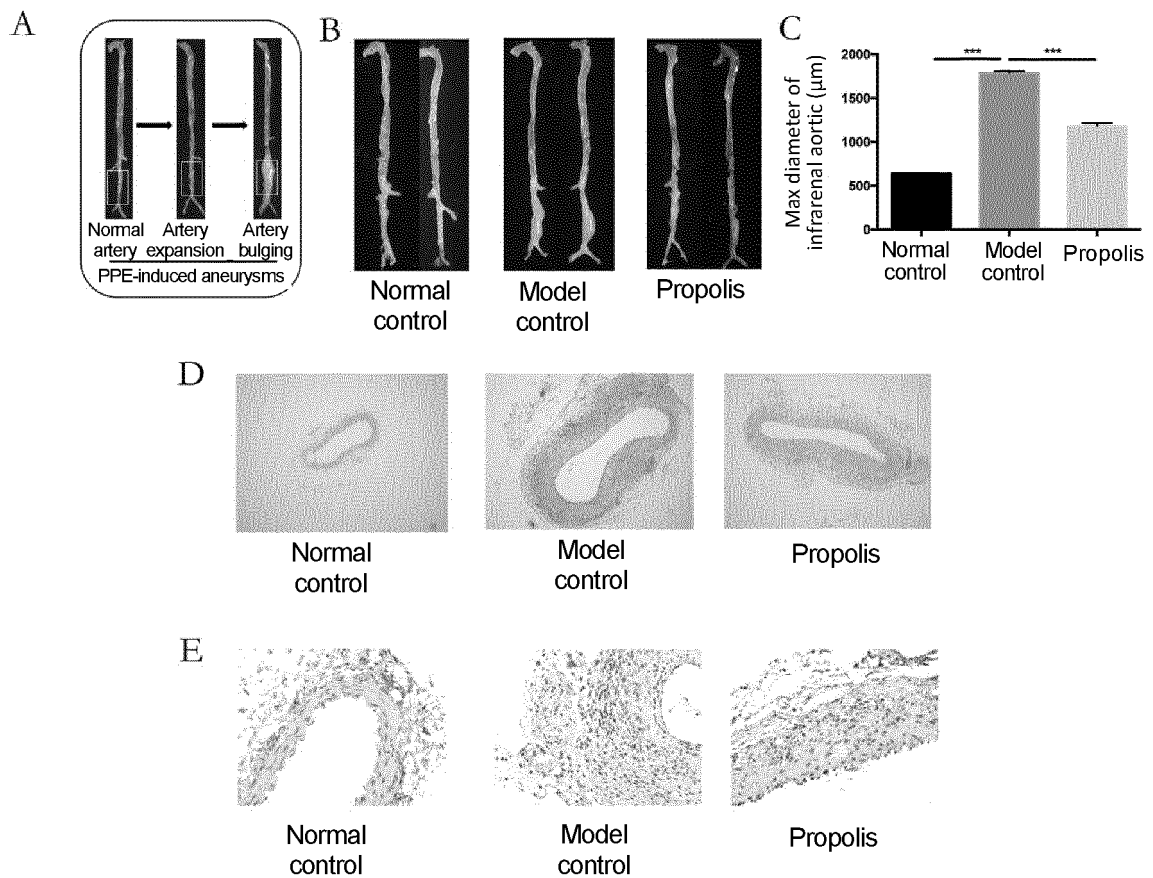 A
Normal artery
Artery expansion
Artery bulging
PPE-induced aneurysms
B
Normal control
Model control
Propolis
C
Max diameter of infrarenal aortic (μm)
2000
1500
1000
500
0
***
***
Normal control
Model control
Propolis
D
Normal control
Model control
Propolis
E
Normal control
Model control
Propolis